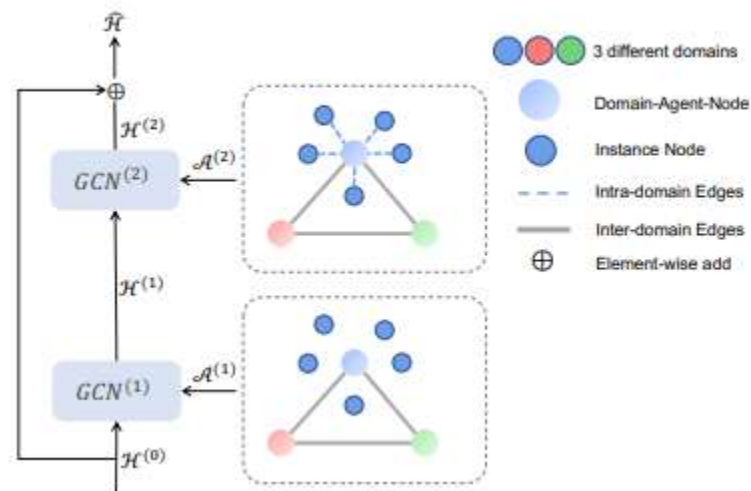 Ĥ
ℋ⁽²⁾
GCN⁽²⁾
𝒜⁽²⁾
ℋ⁽¹⁾
GCN⁽¹⁾
𝒜⁽¹⁾
ℋ⁽⁰⁾
3 different domains
Domain-Agent-Node
Instance Node
Intra-domain Edges
Inter-domain Edges
Element-wise add